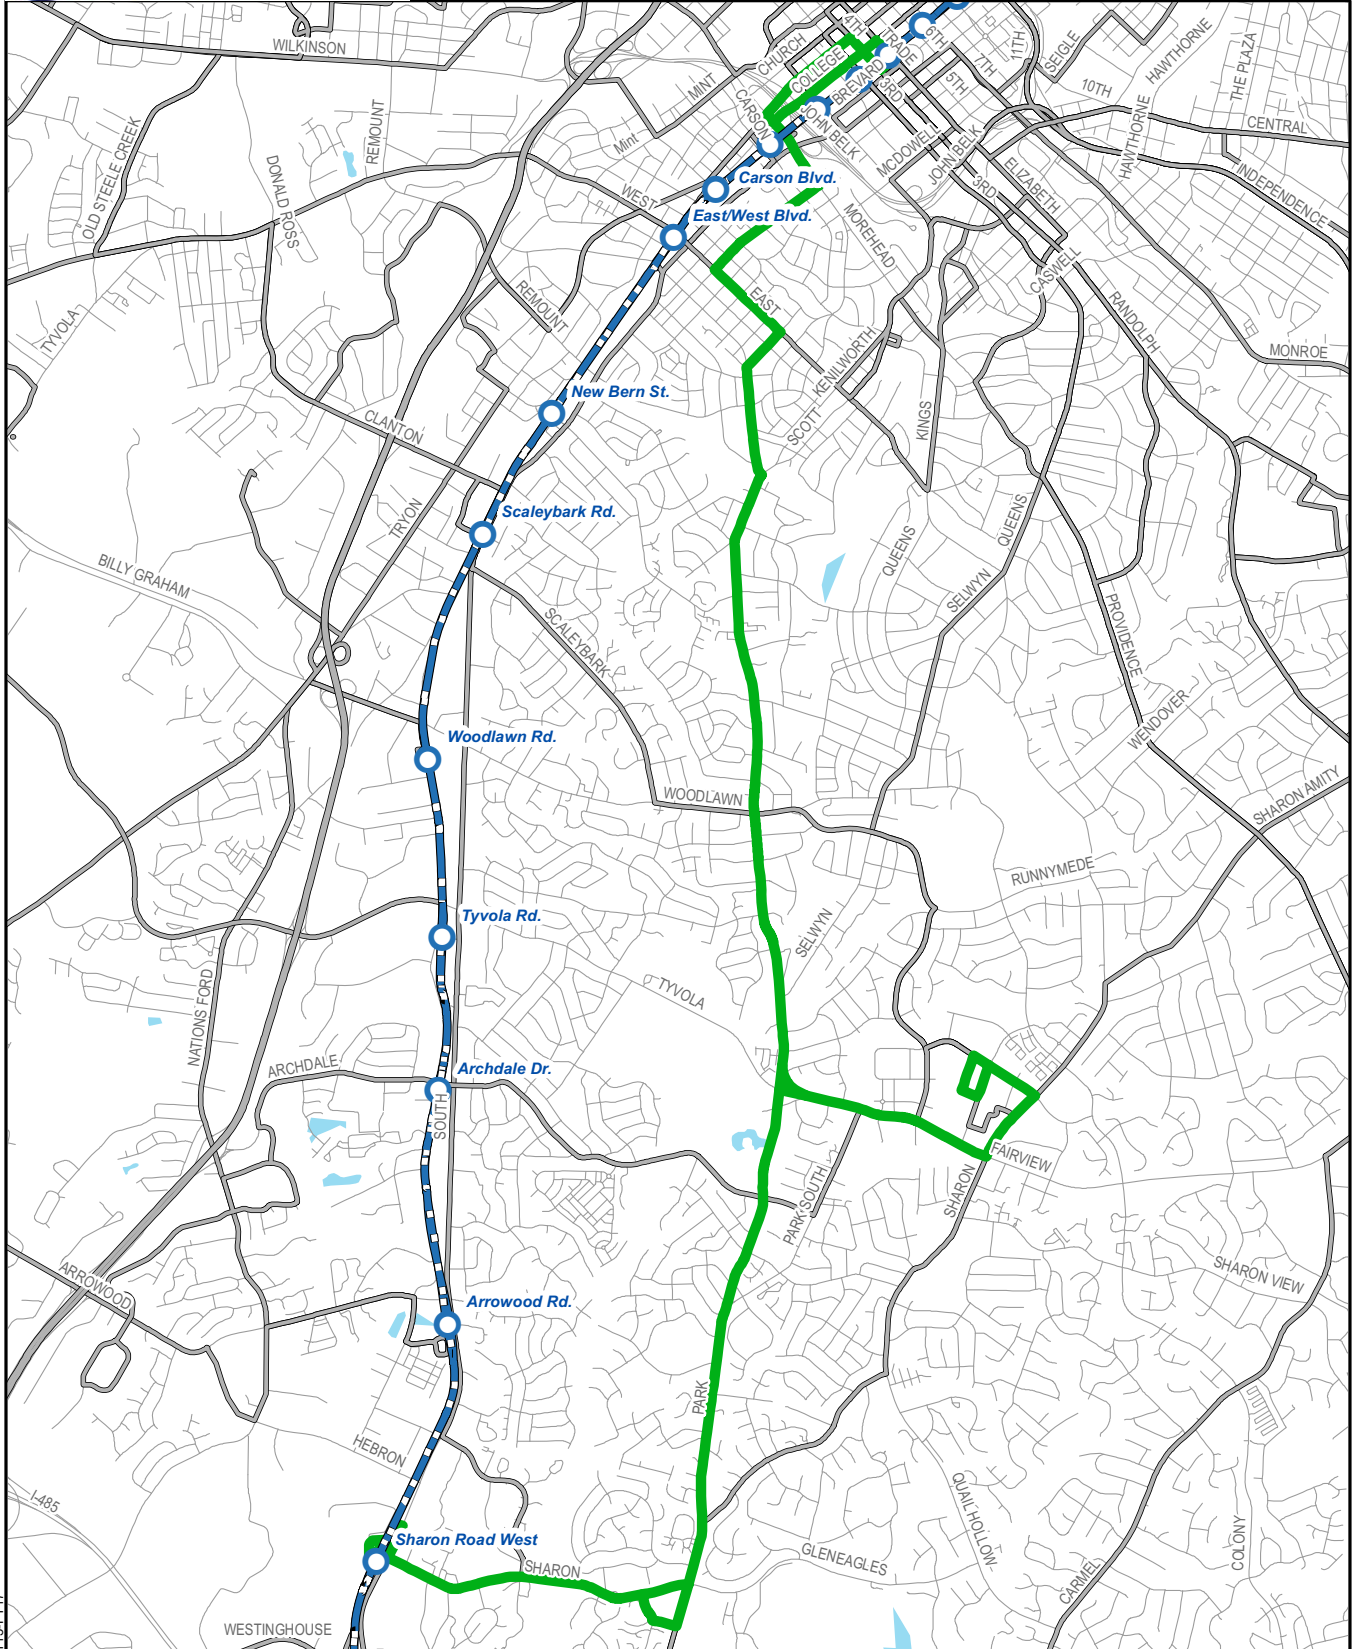 WILKINSON
CHURCH
4TH
TRADE
6TH
11TH
SEIGLE
HAWTHORNE
THE PLAZA
7TH
5TH
10TH
COLLEGE
BREVARD
3RD
MINT
CARSON
JOHN BELK
CENTRAL
OLD STEELE CREEK
REMOUNT
DONALD ROSS
Mint
MCDOWELL
JOHN BELK
HAWTHORNE
INDEPENDENCE
Carson Blvd.
WEST
3RD
ELIZABETH
East/West Blvd.
MOREHEAD
CASWELL
TYVOLA
REMOUNT
EAST
RANDOLPH
MONROE
KENILWORTH
New Bern St.
CLANTON
SCOTT
KINGS
TRYON
Scaleybark Rd.
QUEENS
QUEENS
BILLY GRAHAM
SELWYN
SCALEYBARK
PROVIDENCE
WENDOVER
Woodlawn Rd.
WOODLAWN
SHARON AMITY
RUNNYMEDE
Tyvola Rd.
SELWYN
TYVOLA
NATIONS FORD
ARCHDALE
Archdale Dr.
SOUTH
FAIRVIEW
PARK SOUTH
SHARON
SHARON VIEW
ARROWOOD
Arrowood Rd.
PARK
HEBRON
I-485
QUAIL HOLLOW
COLONY
Sharon Road West
SHARON
GLENEAGLES
CARMEL
WESTINGHOUSE